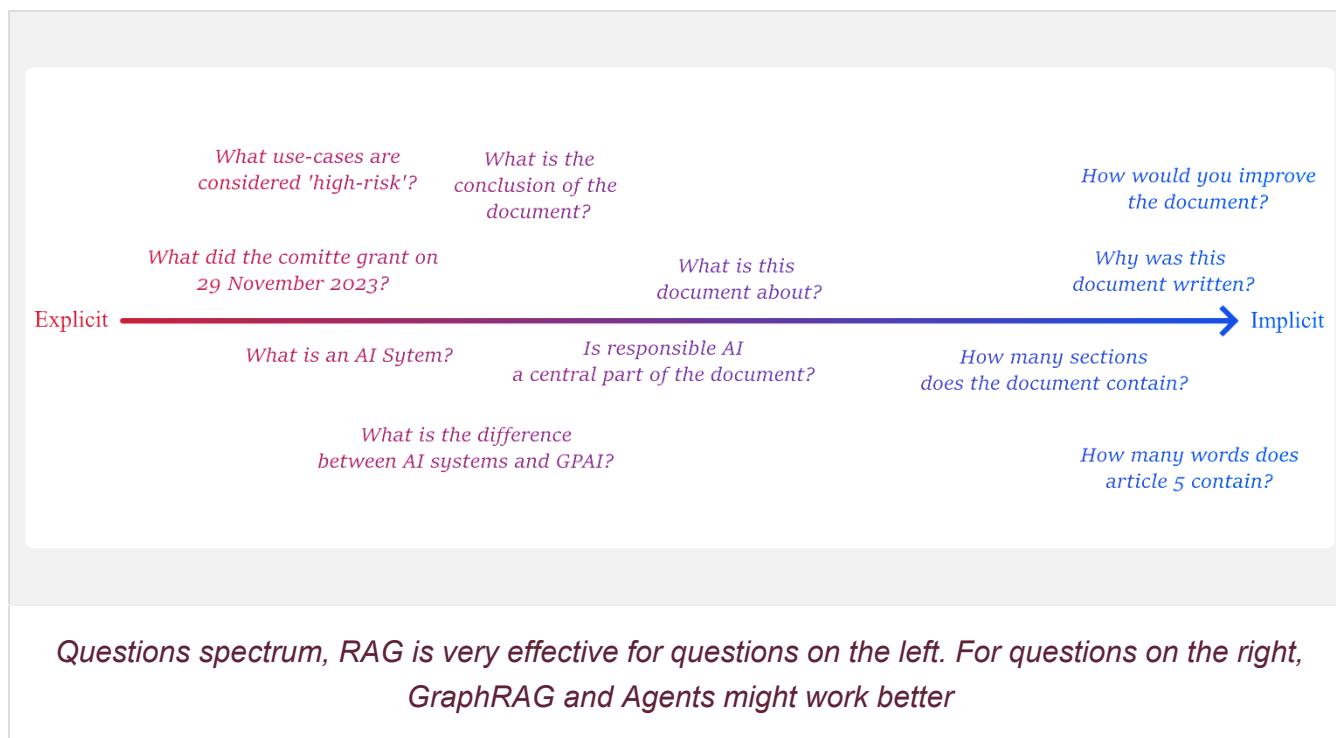 What use-cases are
considered 'high-risk'?
What is the
conclusion of the
document?
How would you improve
the document?
What did the comitte grant on
29 November 2023?
What is this
document about?
Why was this
document written?
Explicit
Implicit
What is an AI Sytem?
Is responsible AI
a central part of the document?
How many sections
does the document contain?
What is the difference
between AI systems and GPAI?
How many words does
article 5 contain?
Questions spectrum, RAG is very effective for questions on the left. For questions on the right,
GraphRAG and Agents might work better